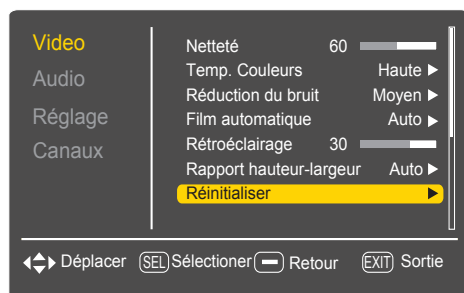 Video
Audio
Réglage
Canaux
Netteté 60
Temp. Couleurs Haute
Réduction du bruit Moyen
Film automatique Auto
Rétroéclairage 30
Rapport hauteur-largeur Auto
Réinitialiser
Déplacer SEL Sélectioner Retour EXIT Sortie